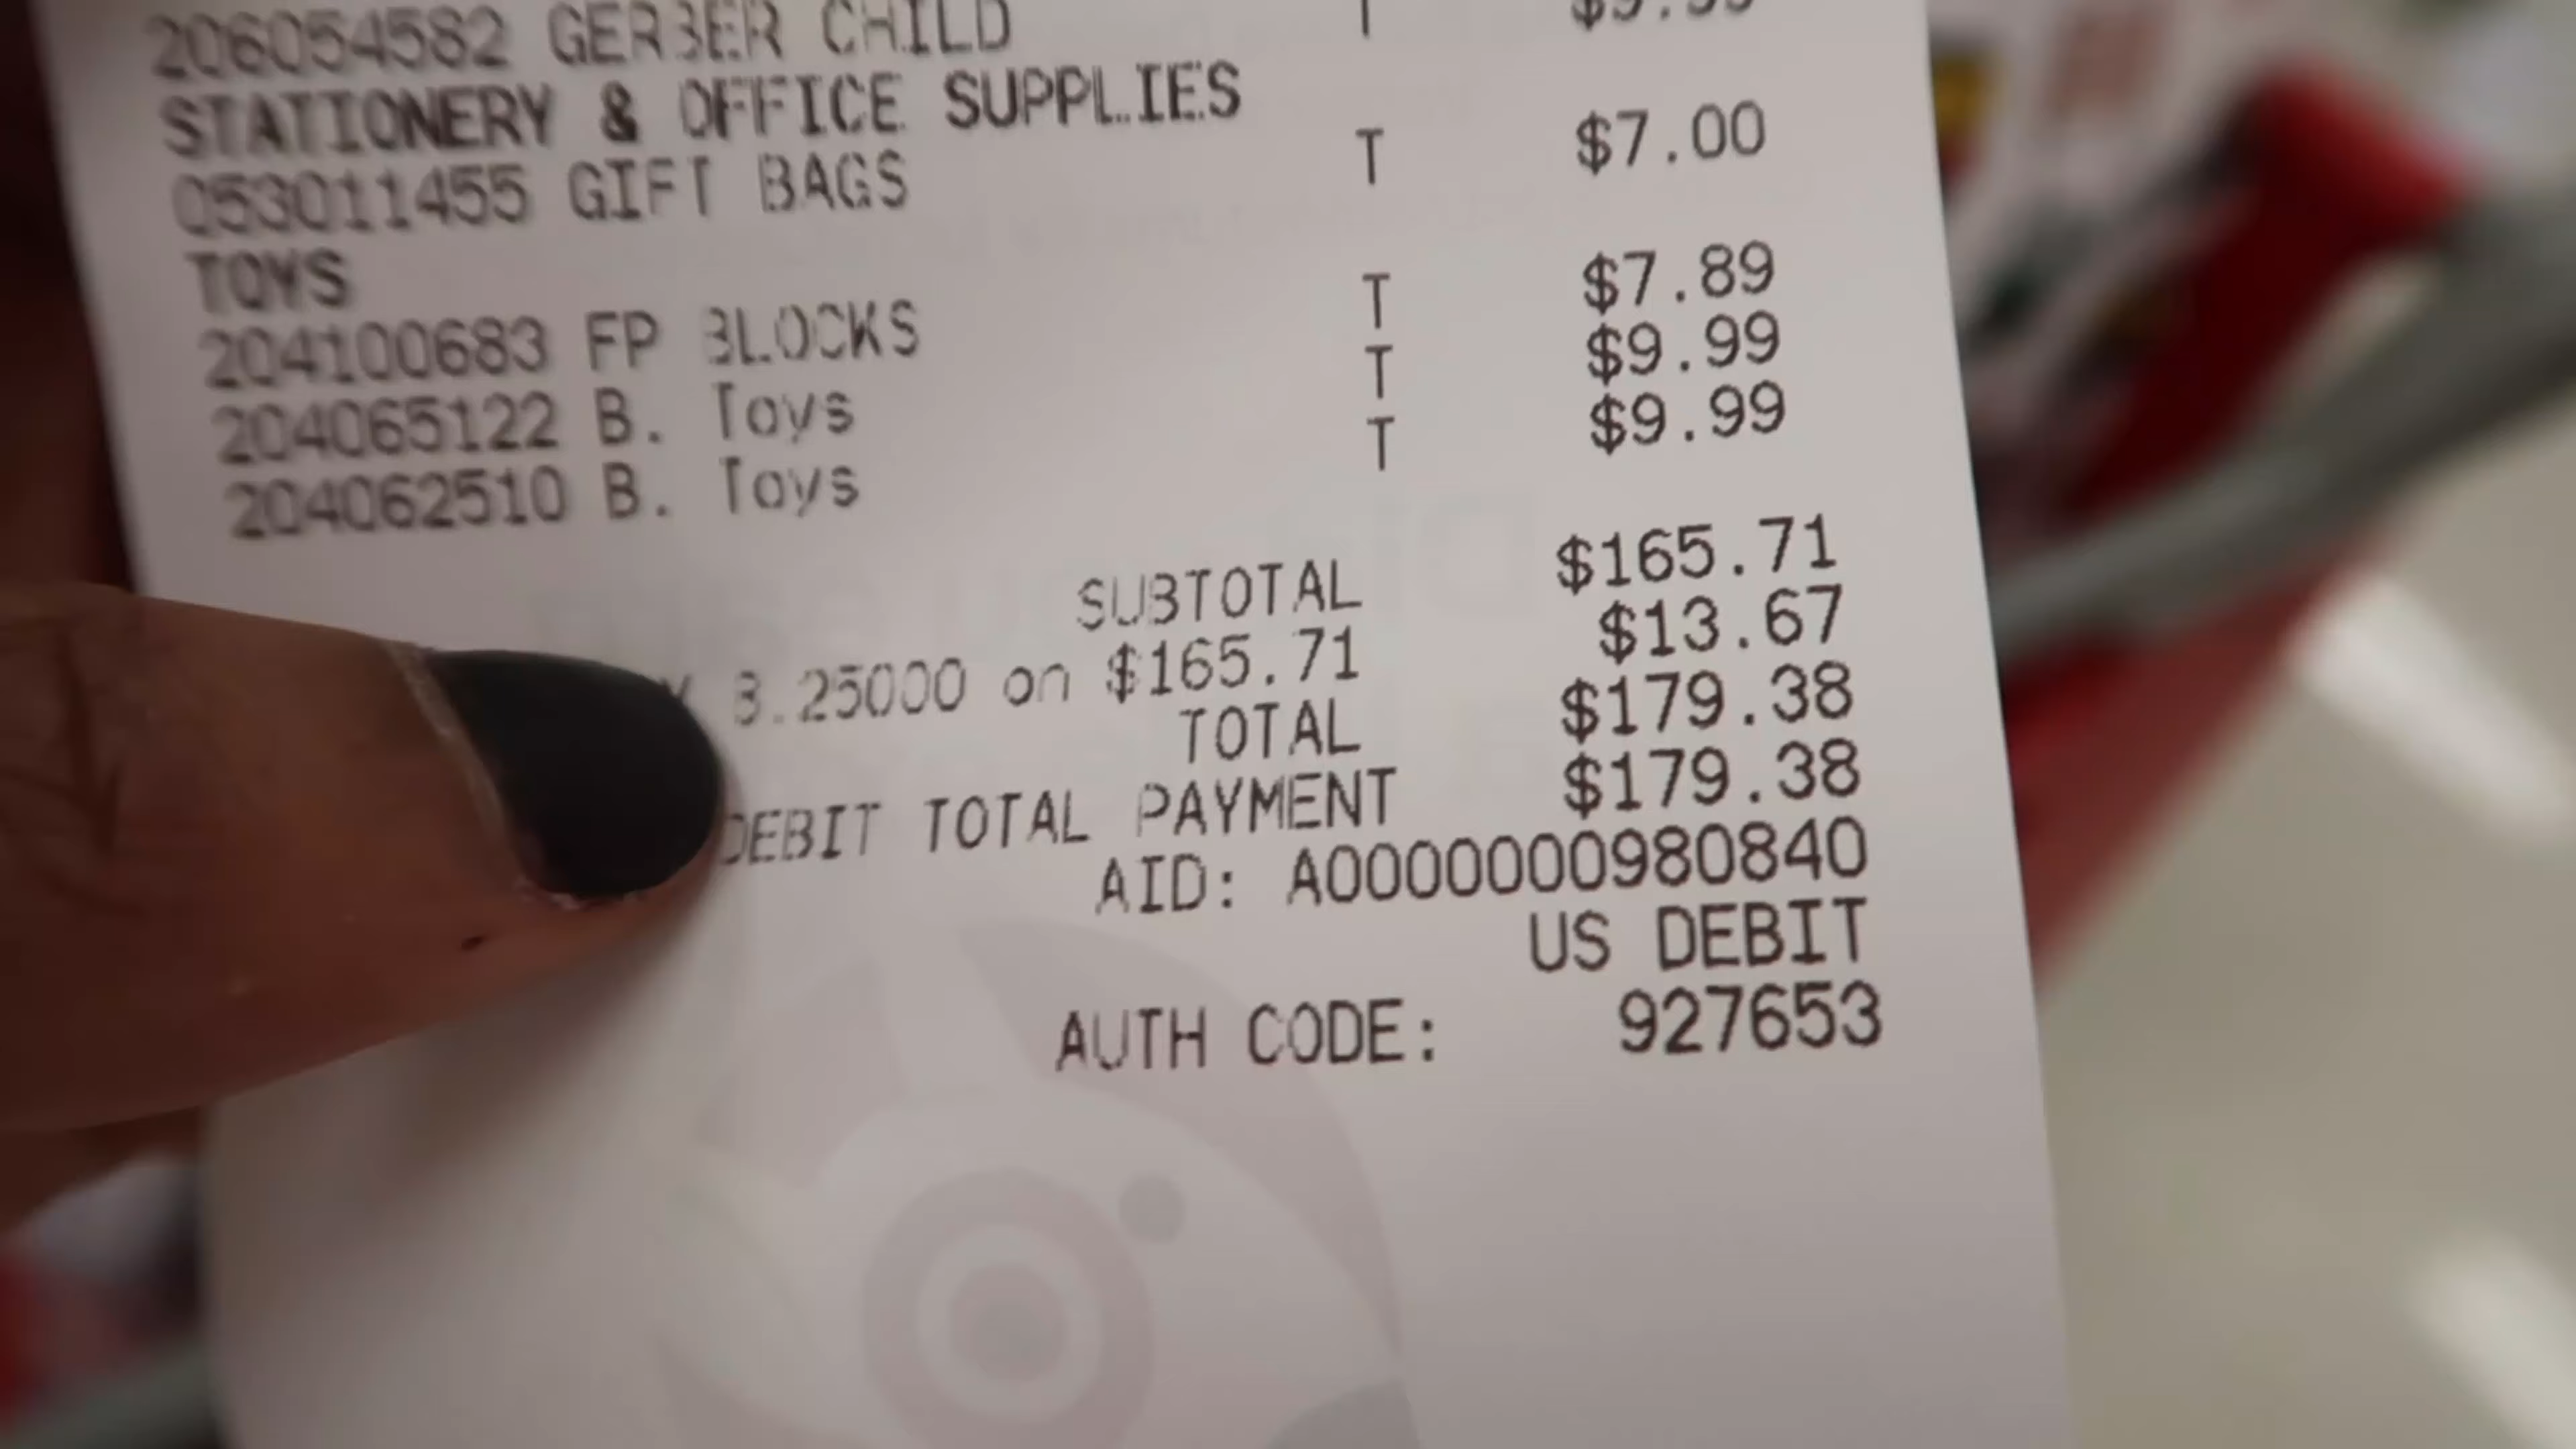 206054582 GERBER CHILD T
STATIONERY & OFFICE SUPPLIES
053011455 GIFT BAGS T $7.00
TOYS
204100683 FP BLOCKS T $7.89
204065122 B. Toys T $9.99
204062510 B. Toys T $9.99
SUBTOTAL $165.71
8.25000 on $165.71 $13.67
TOTAL $179.38
DEBIT TOTAL PAYMENT $179.38
AID: A0000000980840
US DEBIT
AUTH CODE: 927653